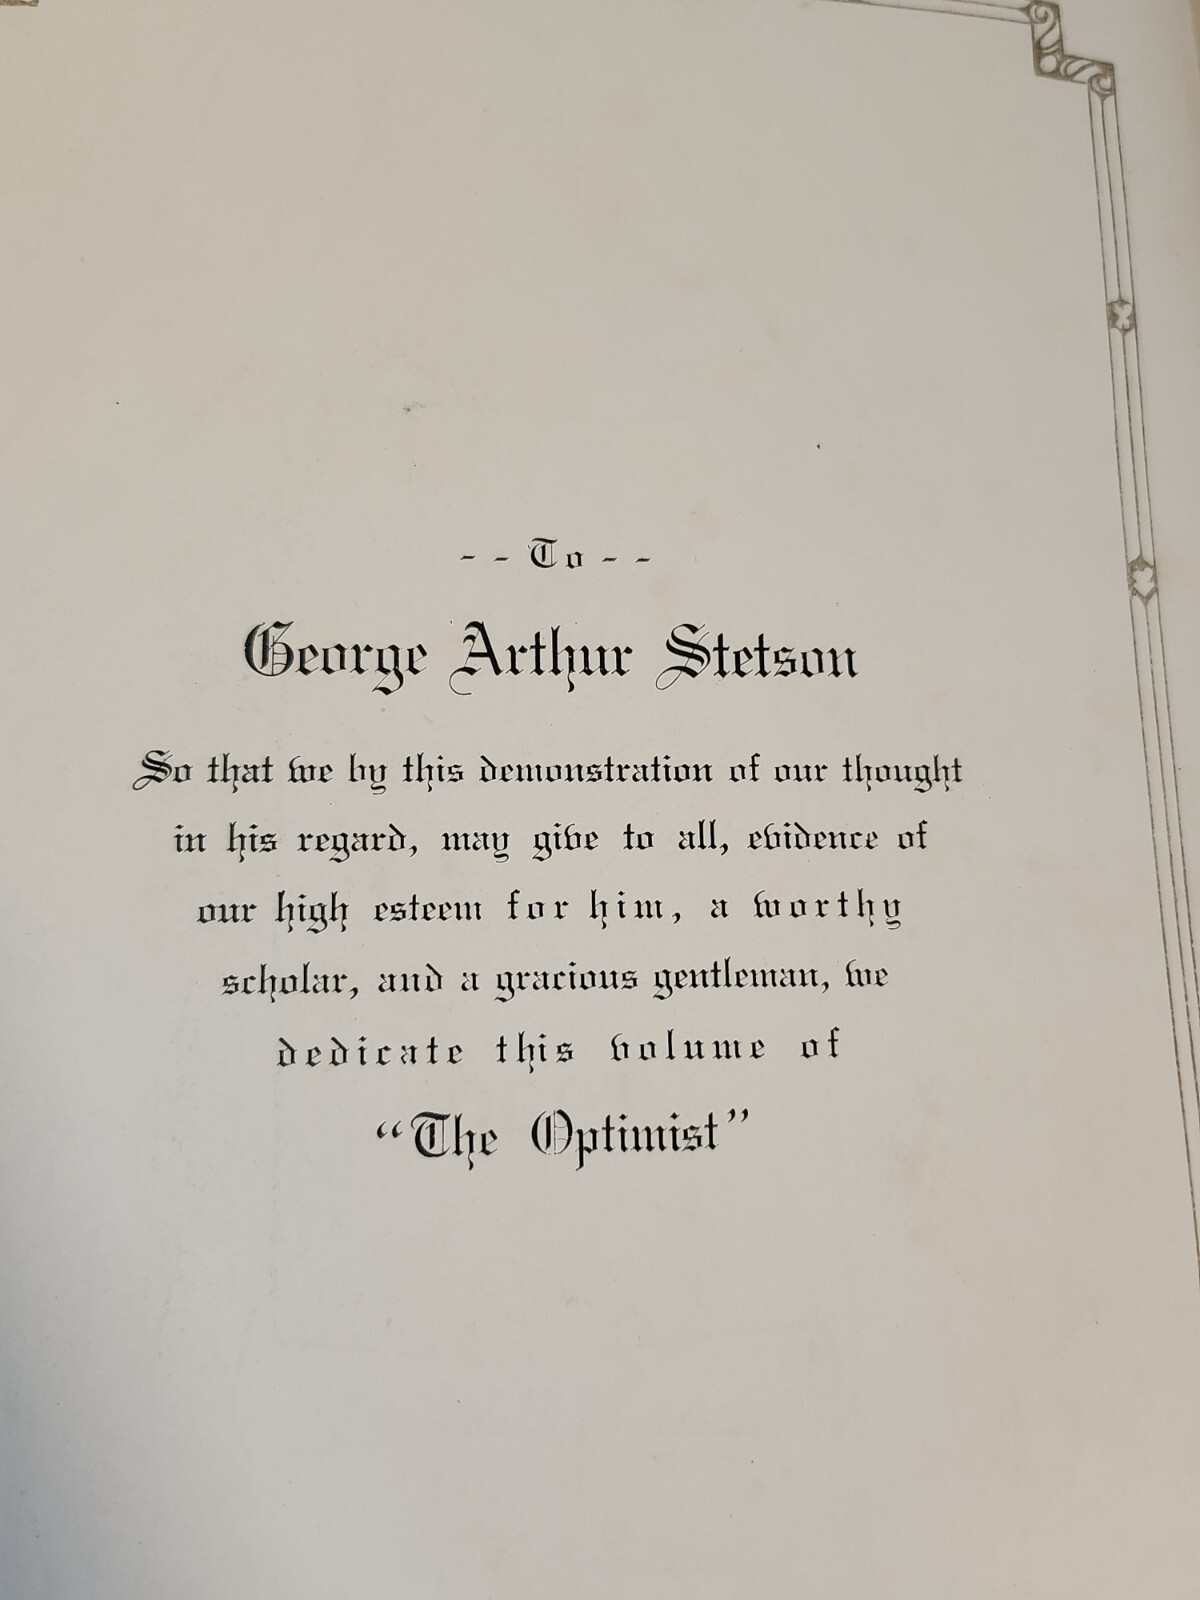 - - To - -
George Arthur Stetson
So that we by this demonstration of our thought
in his regard, may give to all, evidence of
our high esteem for him, a worthy
scholar, and a gracious gentleman, we
dedicate this volume of
“The Optimist”